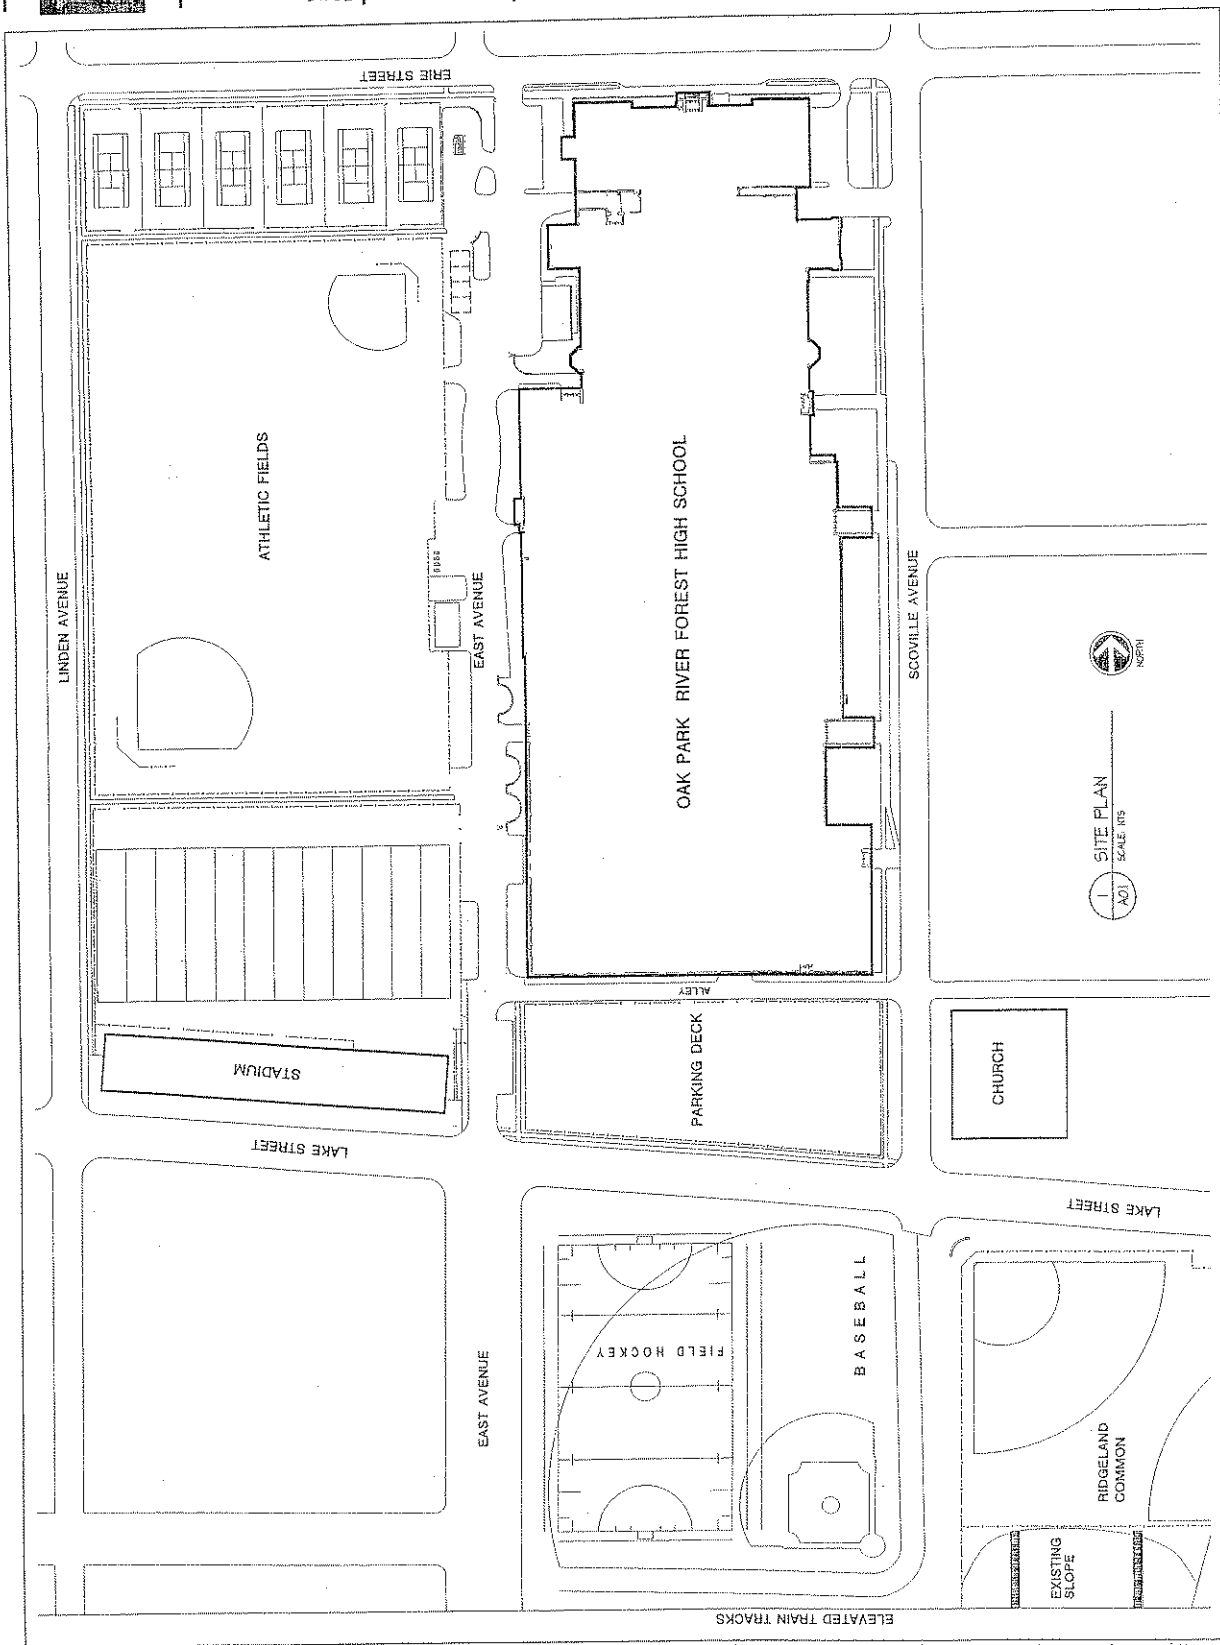 ERIE STREET
LINDEN AVENUE
ATHLETIC FIELDS
EAST AVENUE
OAK PARK RIVER FOREST HIGH SCHOOL
SCOVILLE AVENUE
NORTH
1
A0.1
SITE PLAN
SCALE: NTS
ALLEY
STADIUM
PARKING DECK
CHURCH
LAKE STREET
LAKE STREET
EAST AVENUE
FIELD HOCKEY
BASEBALL
RIDGELAND
COMMON
EXISTING
SLOPE
ELEVATED TRAIN TRACKS